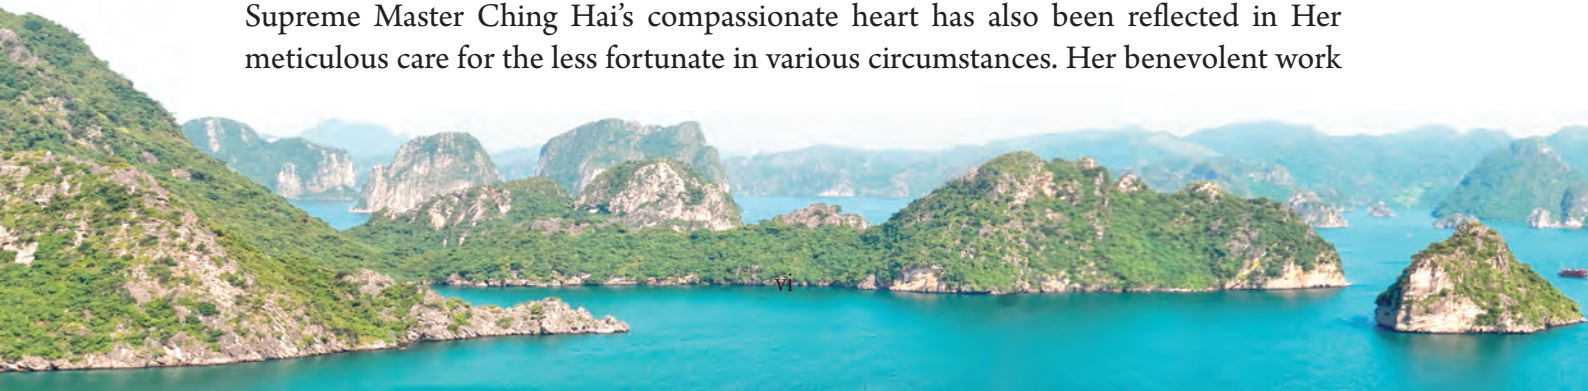 Supreme Master Ching Hai’s compassionate heart has also been reflected in Her
meticulous care for the less fortunate in various circumstances. Her benevolent work
vi